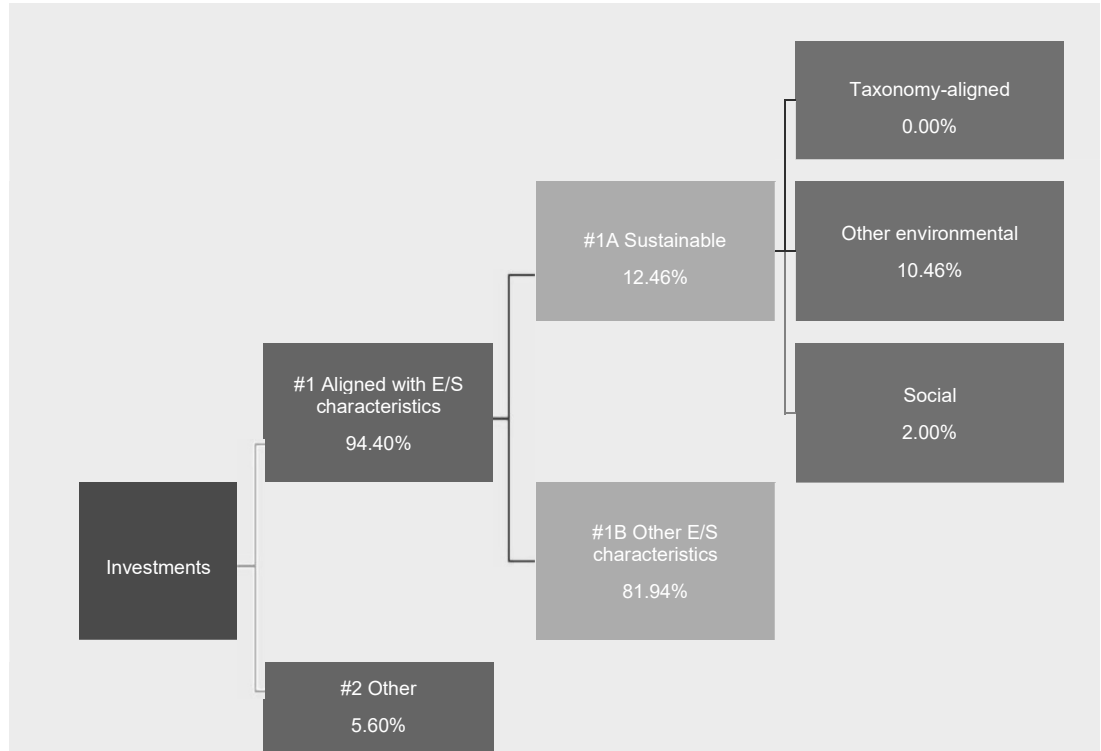 Taxonomy-aligned
0.00%
#1A Sustainable
12.46%
Other environmental
10.46%
#1 Aligned with E/S
characteristics
94.40%
Social
2.00%
Investments
#1B Other E/S
characteristics
81.94%
#2 Other
5.60%